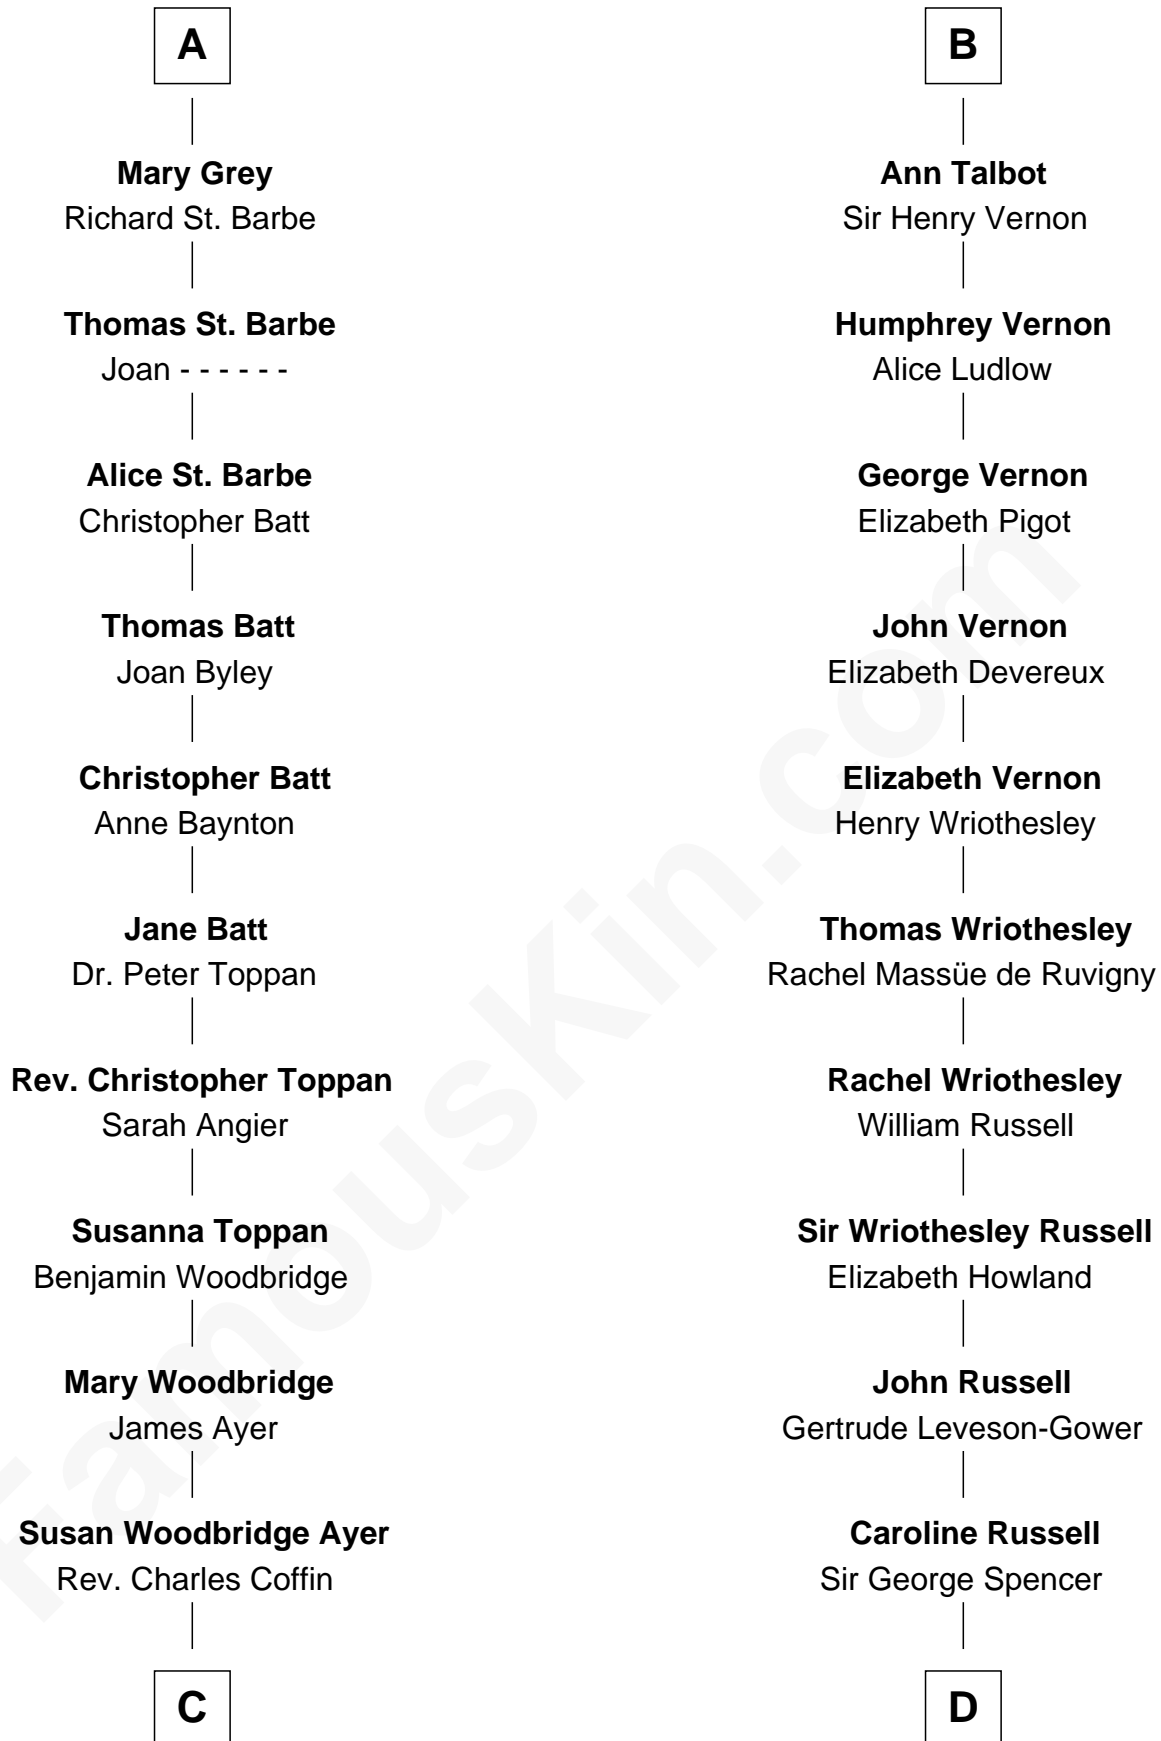 A
Mary Grey
Richard St. Barbe
Thomas St. Barbe
Joan - - - - - -
Alice St. Barbe
Christopher Batt
Thomas Batt
Joan Byley
Christopher Batt
Anne Baynton
Jane Batt
Dr. Peter Toppan
Rev. Christopher Toppan
Sarah Angier
Susanna Toppan
Benjamin Woodbridge
Mary Woodbridge
James Ayer
Susan Woodbridge Ayer
Rev. Charles Coffin
C
B
Ann Talbot
Sir Henry Vernon
Humphrey Vernon
Alice Ludlow
George Vernon
Elizabeth Pigot
John Vernon
Elizabeth Devereux
Elizabeth Vernon
Henry Wriothesley
Thomas Wriothesley
Rachel Massüe de Ruvigny
Rachel Wriothesley
William Russell
Sir Wriothesley Russell
Elizabeth Howland
John Russell
Gertrude Leveson-Gower
Caroline Russell
Sir George Spencer
D
FamousKin.com